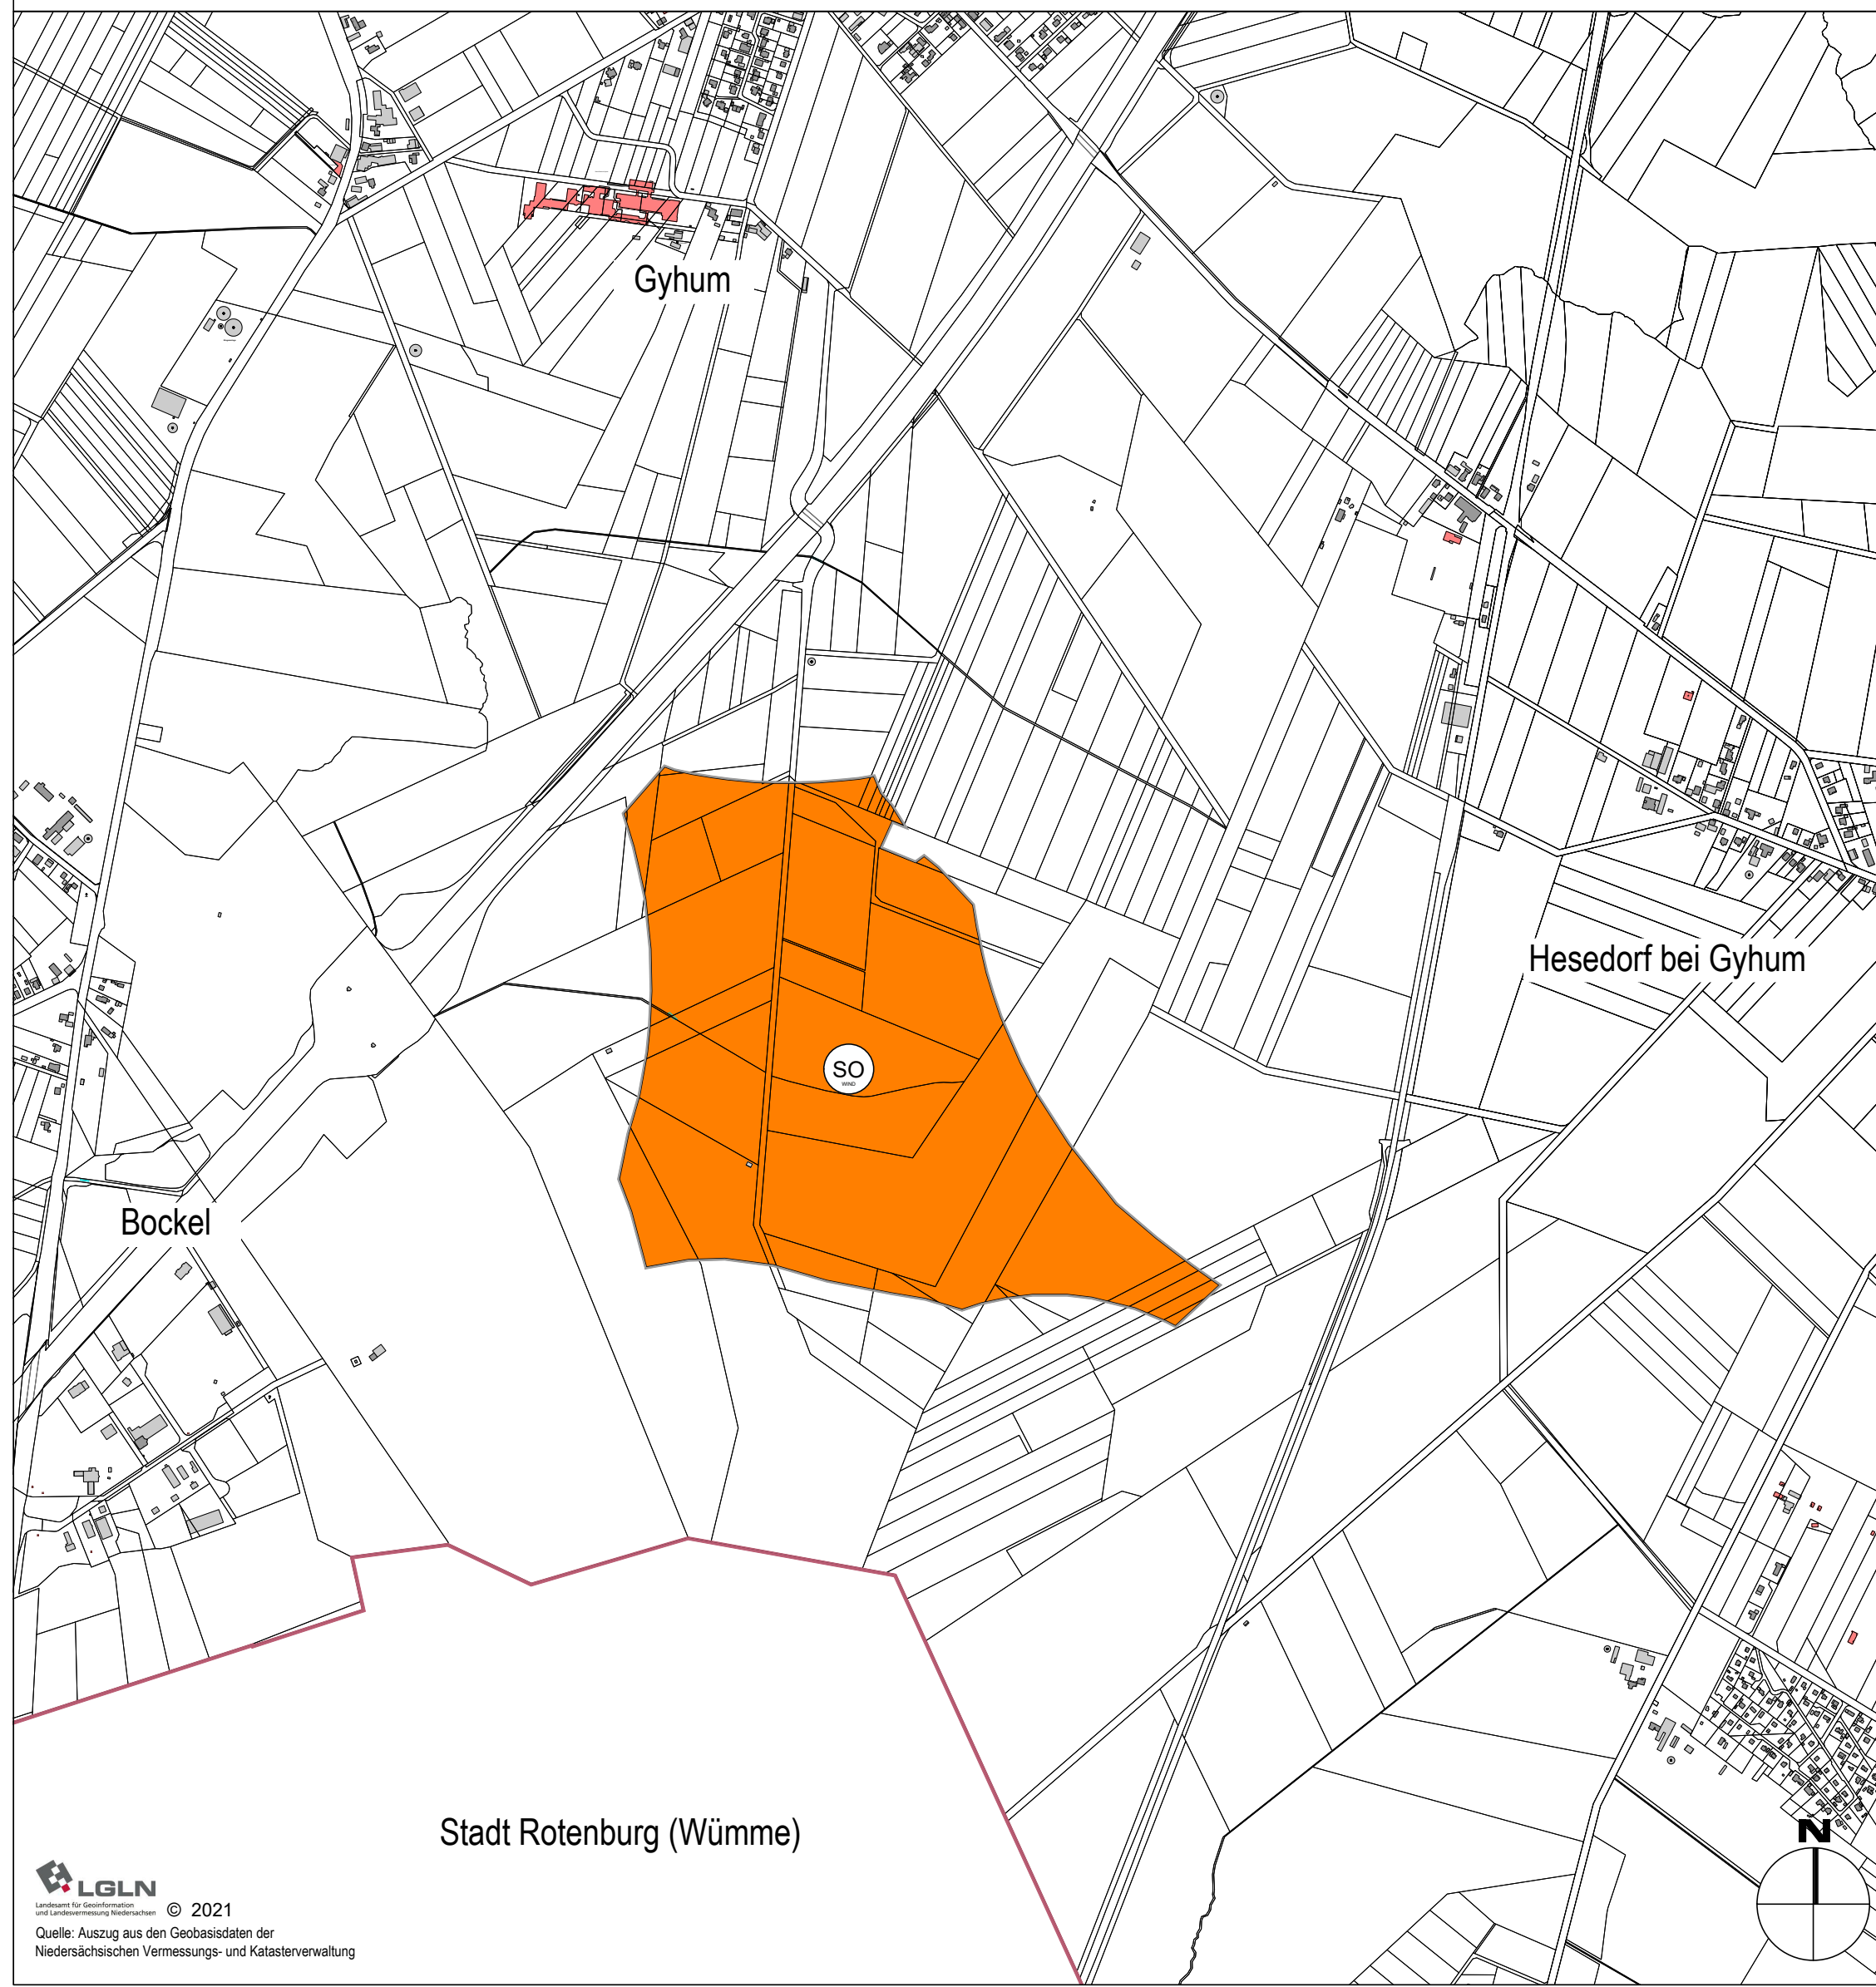 Gyhum
Hesedorf bei Gyhum
SO
WIND
Bockel
Stadt Rotenburg (Wümme)
N
LGLN
Landesamt für Geoinformation
und Landesvermessung Niedersachsen
© 2021
Quelle: Auszug aus den Geobasisdaten der
Niedersächsischen Vermessungs- und Katasterverwaltung